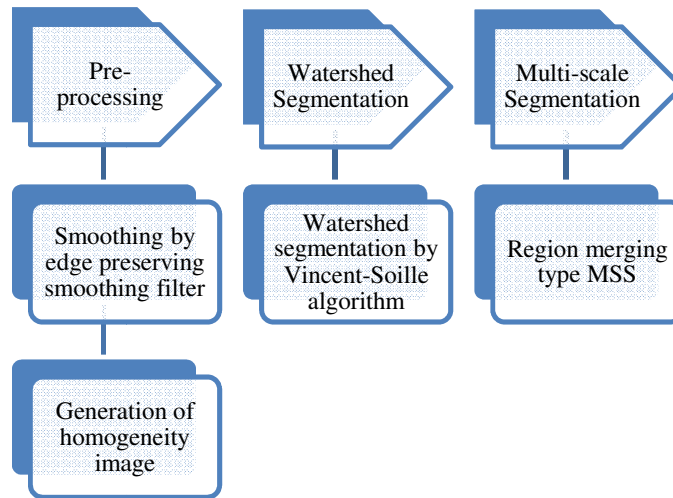 Pre-
processing
Watershed
Segmentation
Multi-scale
Segmentation
Smoothing by
edge preserving
smoothing filter
Watershed
segmentation by
Vincent-Soille
algorithm
Region merging
type MSS
Generation of
homogeneity
image